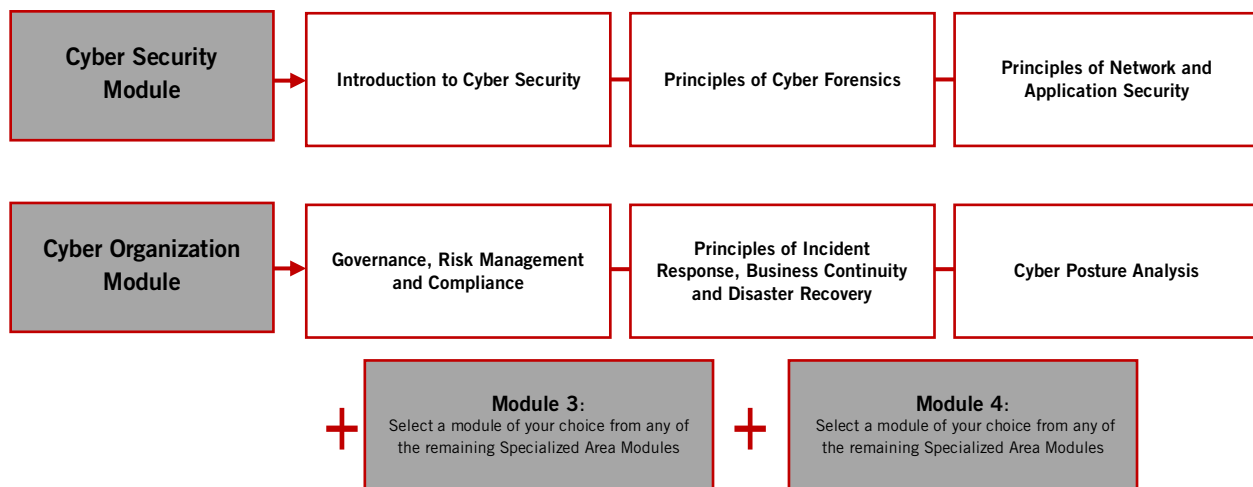 Cyber Security
Module
Introduction to Cyber Security
Principles of Cyber Forensics
Principles of Network and
Application Security
Cyber Organization
Module
Governance, Risk Management
and Compliance
Principles of Incident
Response, Business Continuity
and Disaster Recovery
Cyber Posture Analysis
+
Module 3:
Select a module of your choice from any of
the remaining Specialized Area Modules
+
Module 4:
Select a module of your choice from any of
the remaining Specialized Area Modules